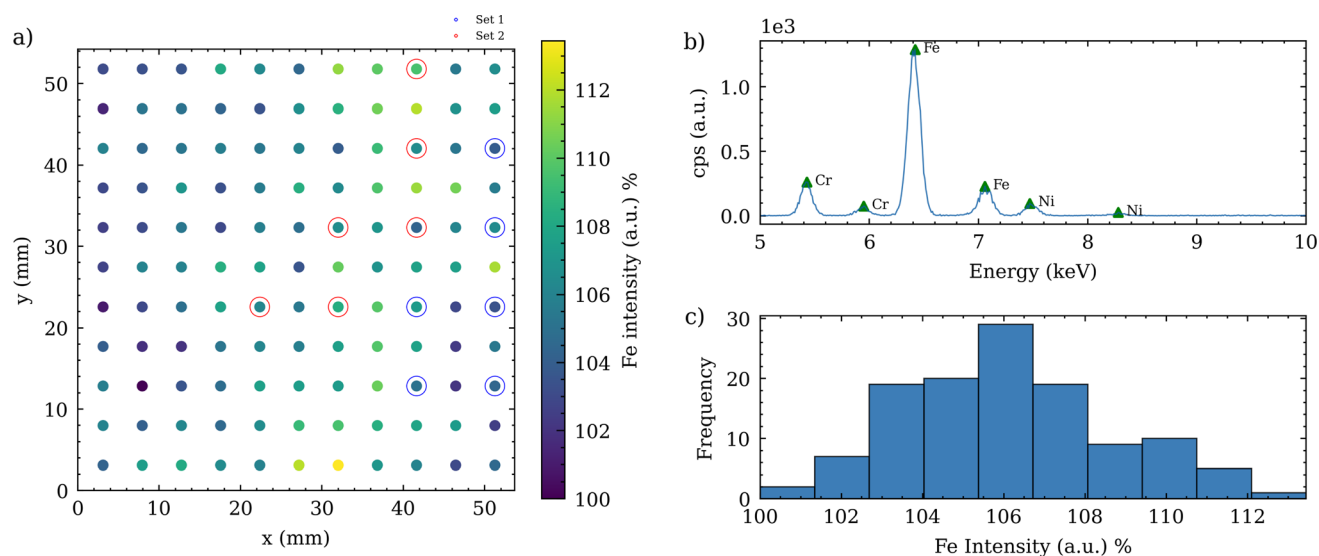 Set 1
Set 2
a)
50
40
30
20
10
0
y (mm)
0
10
20
30
40
50
x (mm)
112
110
108
106
104
102
100
Fe intensity (a.u.) %
b)
1e3
1.0
0.5
0.0
cps (a.u.)
Cr
Cr
Fe
Fe
Ni
Ni
5
6
7
8
9
10
Energy (keV)
c)
30
20
10
0
Frequency
100
102
104
106
108
110
112
Fe Intensity (a.u.) %